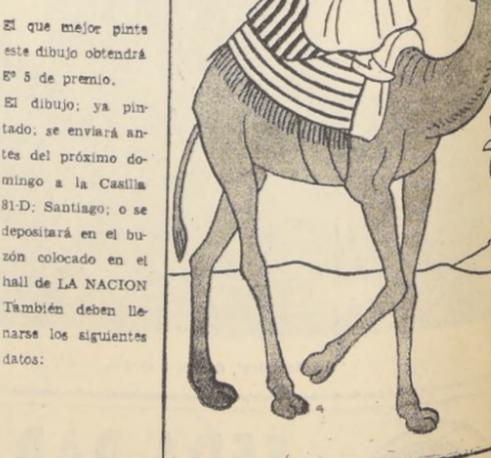 El que mejor pinte
este dibujo obtendrá
Eº 5 de premio.
El dibujo; ya pin-
tado; se enviará an-
tes del próximo do-
mingo a la Casilla
81-D; Santiago; o se
depositará en el bu-
zón colocado en el
hall de LA NACION
También deben lle-
narse los siguientes
datos: